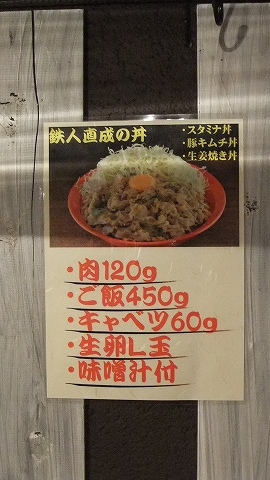 鉄人直成の丼
・スタミナ丼
・豚キムチ丼
・生姜焼き丼
・肉120g
・ご飯450g
・キャベツ60g
・生卵L玉
・味噌汁付